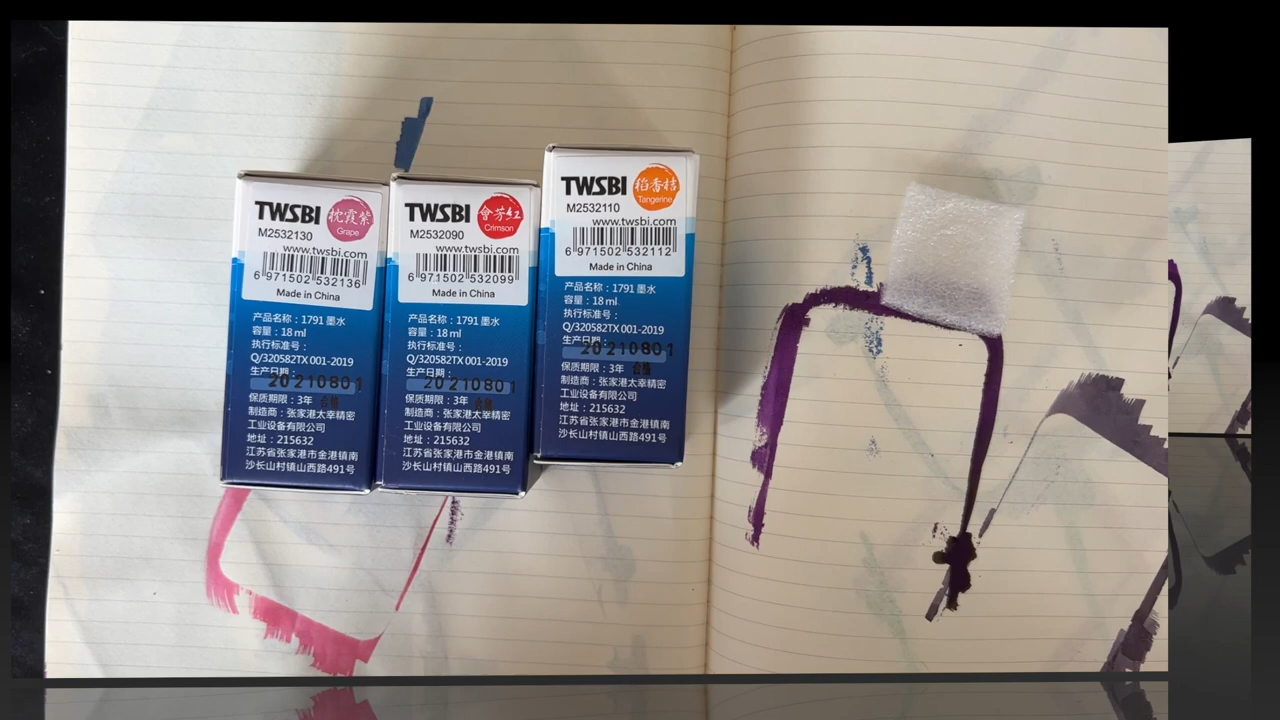 TWSBI
枕霞紫
Grape
M2532130
www.twsbi.com
6 971502 532136
Made in China
产品名称：1791 墨水
容量：18 ml
执行标准号：
Q/320582TX 001-2019
生产日期：
20210801
保质期限：3年 合格
制造商：张家港太幸精密
工业设备有限公司
地址：215632
江苏省张家港市金港镇南
沙长山村镇山西路491号
TWSBI
會芳红
Crimson
M2532090
www.twsbi.com
6 971502 532099
Made in China
产品名称：1791 墨水
容量：18 ml
执行标准号：
Q/320582TX 001-2019
生产日期：
20210801
保质期限：3年 合格
制造商：张家港太幸精密
工业设备有限公司
地址：215632
江苏省张家港市金港镇南
沙长山村镇山西路491号
TWSBI
稻香桔
Tangerine
M2532110
www.twsbi.com
6 971502 532112
Made in China
产品名称：1791 墨水
容量：18 ml
执行标准号：
Q/320582TX 001-2019
生产日期：
20210801
保质期限：3年 合格
制造商：张家港太幸精密
工业设备有限公司
地址：215632
江苏省张家港市金港镇南
沙长山村镇山西路491号